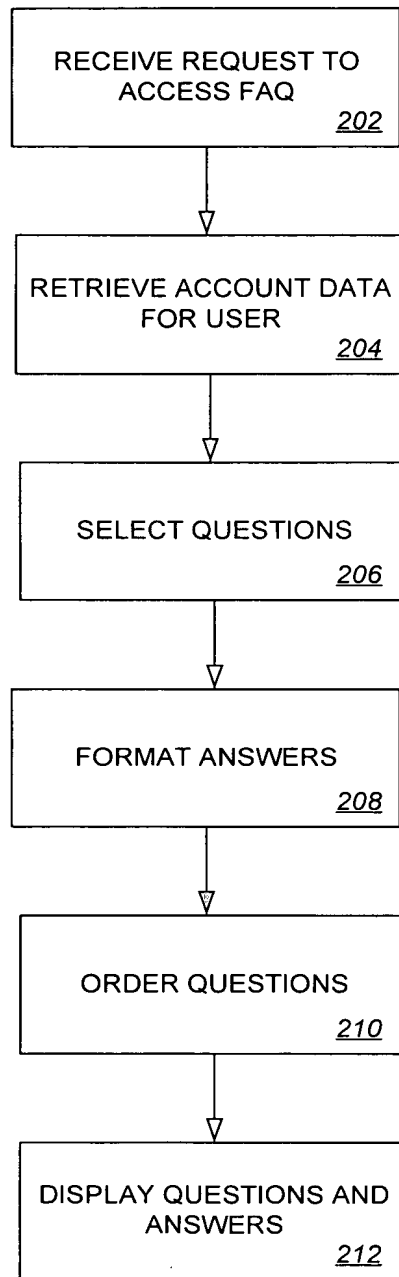 RECEIVE REQUEST TO
ACCESS FAQ
202
RETRIEVE ACCOUNT DATA
FOR USER
204
SELECT QUESTIONS
206
FORMAT ANSWERS
208
ORDER QUESTIONS
210
DISPLAY QUESTIONS AND
ANSWERS
212